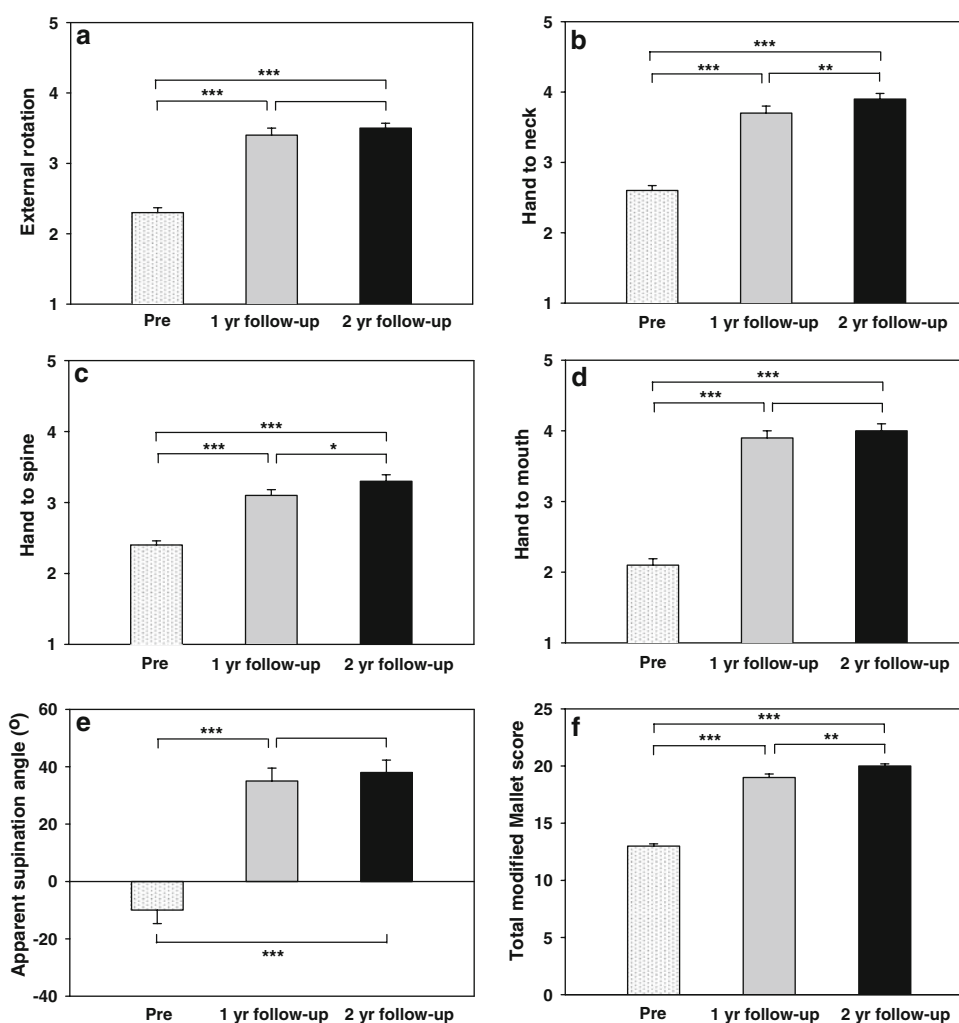 a
External rotation
5
4
3
2
1
***
***
Pre 1 yr follow-up 2 yr follow-up
b
Hand to neck
5
4
3
2
1
***
*** **
Pre 1 yr follow-up 2 yr follow-up
c
Hand to spine
5
4
3
2
1
***
*** *
Pre 1 yr follow-up 2 yr follow-up
d
Hand to mouth
5
4
3
2
1
***
***
Pre 1 yr follow-up 2 yr follow-up
e
Apparent supination angle (º)
60
40
20
0
-20
-40
***
***
Pre 1 yr follow-up 2 yr follow-up
f
Total modified Mallet score
25
20
15
10
5
0
***
*** **
Pre 1 yr follow-up 2 yr follow-up